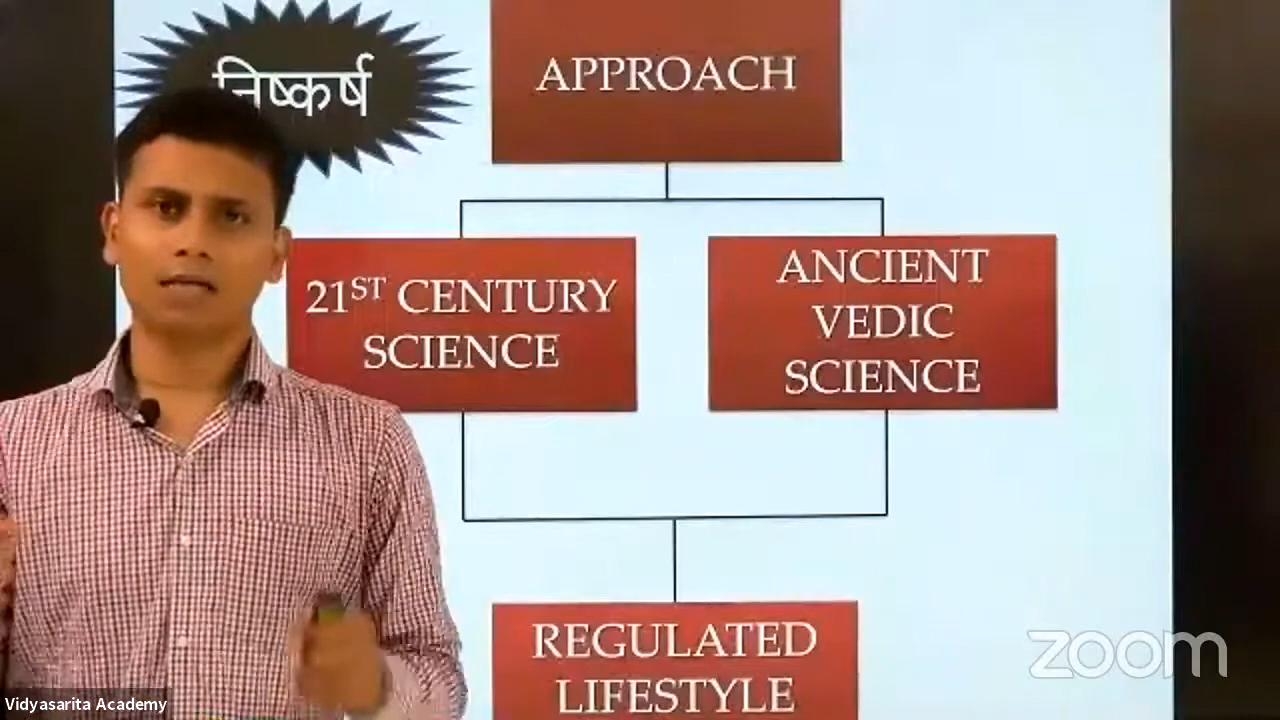 निष्कर्ष
APPROACH
21ST CENTURY
SCIENCE
ANCIENT
VEDIC
SCIENCE
REGULATED
LIFESTYLE
zoom
Vidyasarita Academy